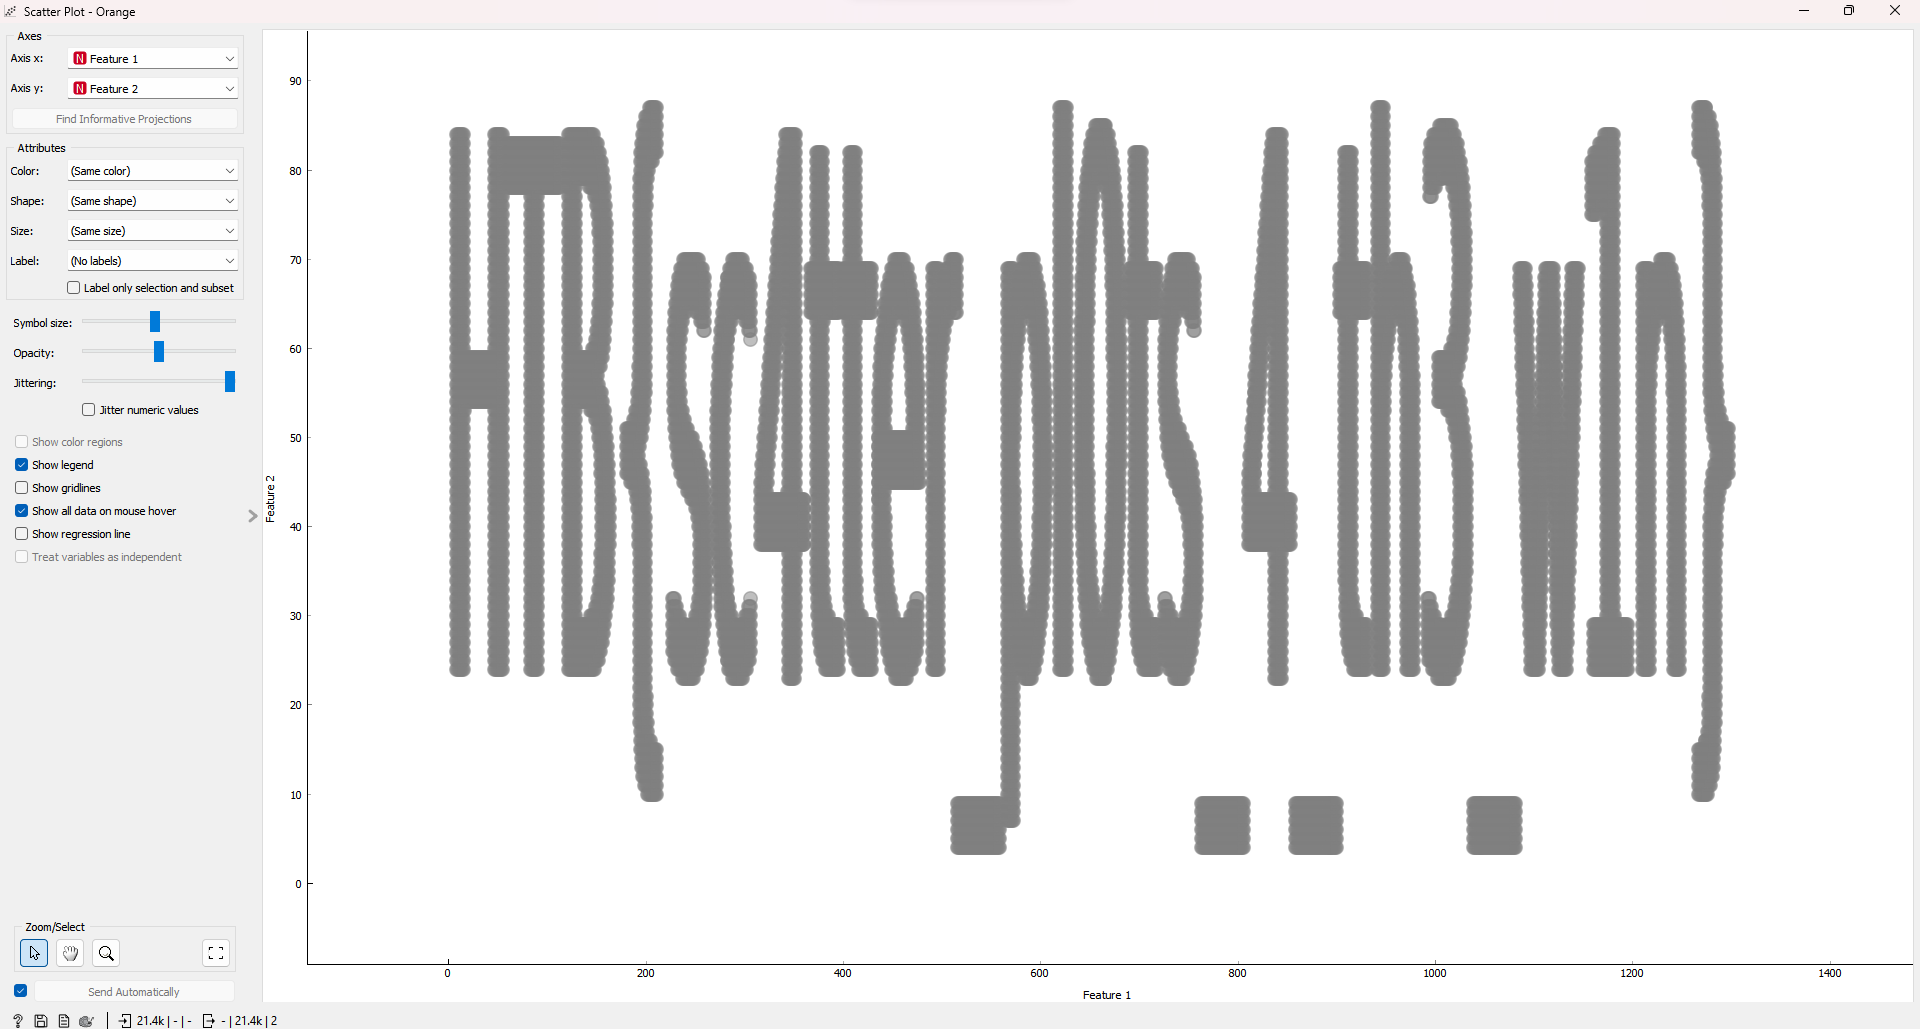 Scatter Plot - Orange
Axes
Axis x: N Feature 1
Axis y: N Feature 2
Find Informative Projections
Attributes
Color: (Same color)
Shape: (Same shape)
Size: (Same size)
Label: (No labels)
Label only selection and subset
Symbol size:
Opacity:
Jittering:
Jitter numeric values
Show color regions
Show legend
Show gridlines
Show all data on mouse hover
Show regression line
Treat variables as independent
Zoom/Select
Send Automatically
? 21.4k | - | - - | 21.4k | 2
Feature 2
90
80
70
60
50
40
30
20
10
0
HTB{sc4tter_pl0ts_4_th3_w1n}
0 200 400 600 800 1000 1200 1400
Feature 1